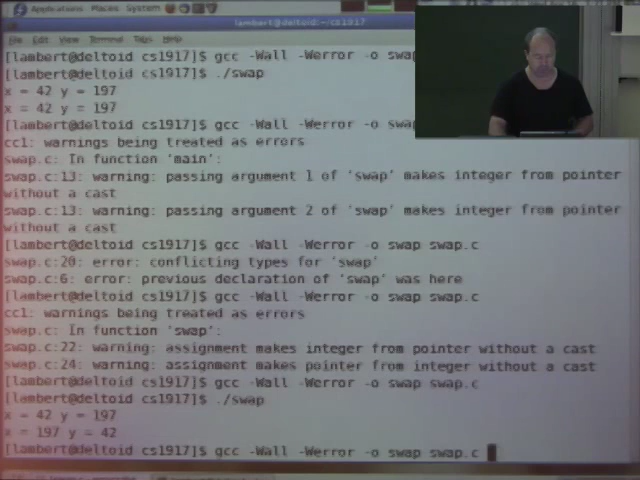 Applications Places System
lambert@deltoid:~/cs1917
File Edit View Terminal Tabs Help
[lambert@deltoid cs1917]$ gcc -Wall -Werror -o swap
[lambert@deltoid cs1917]$ ./swap
x = 42 y = 197
x = 42 y = 197
[lambert@deltoid cs1917]$ gcc -Wall -Werror -o swap
cc1: warnings being treated as errors
swap.c: In function 'main':
swap.c:13: warning: passing argument 1 of 'swap' makes integer from pointer
without a cast
swap.c:13: warning: passing argument 2 of 'swap' makes integer from pointer
without a cast
[lambert@deltoid cs1917]$ gcc -Wall -Werror -o swap swap.c
swap.c:20: error: conflicting types for 'swap'
swap.c:6: error: previous declaration of 'swap' was here
[lambert@deltoid cs1917]$ gcc -Wall -Werror -o swap swap.c
cc1: warnings being treated as errors
swap.c: In function 'swap':
swap.c:22: warning: assignment makes integer from pointer without a cast
swap.c:24: warning: assignment makes pointer from integer without a cast
[lambert@deltoid cs1917]$ gcc -Wall -Werror -o swap swap.c
[lambert@deltoid cs1917]$ ./swap
x = 42 y = 197
x = 197 y = 42
[lambert@deltoid cs1917]$ gcc -Wall -Werror -o swap swap.c